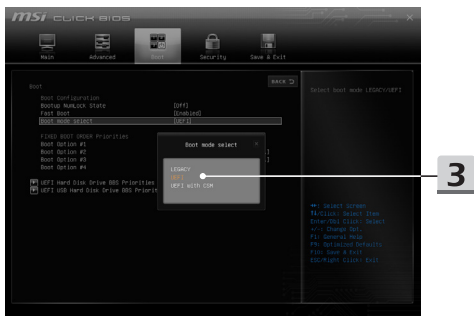 msi CLICK BIOS
×
Main Advanced Boot Security Save & Exit
BACK
Boot
Boot Configuration
Bootup NumLock State [Off]
Fast Boot [Enabled]
Boot mode select [UEFI]
FIXED BOOT ORDER Priorities
Boot Option #1
Boot Option #2 ]
Boot Option #3
Boot Option #4 ]
UEFI Hard Disk Drive BBS Priorities
UEFI USB Hard Disk Drive BBS Priorit
Boot mode select ×
LEGACY
UEFI
UEFI with CSM
3
Select boot mode LEGACY/UEFI
: Select Screen
/Click: Select Item
Enter/Dbl Click: Select
+/-: Change Opt.
F1: General Help
F9: Optimized Defaults
F10: Save & Exit
ESC/Right Click: Exit